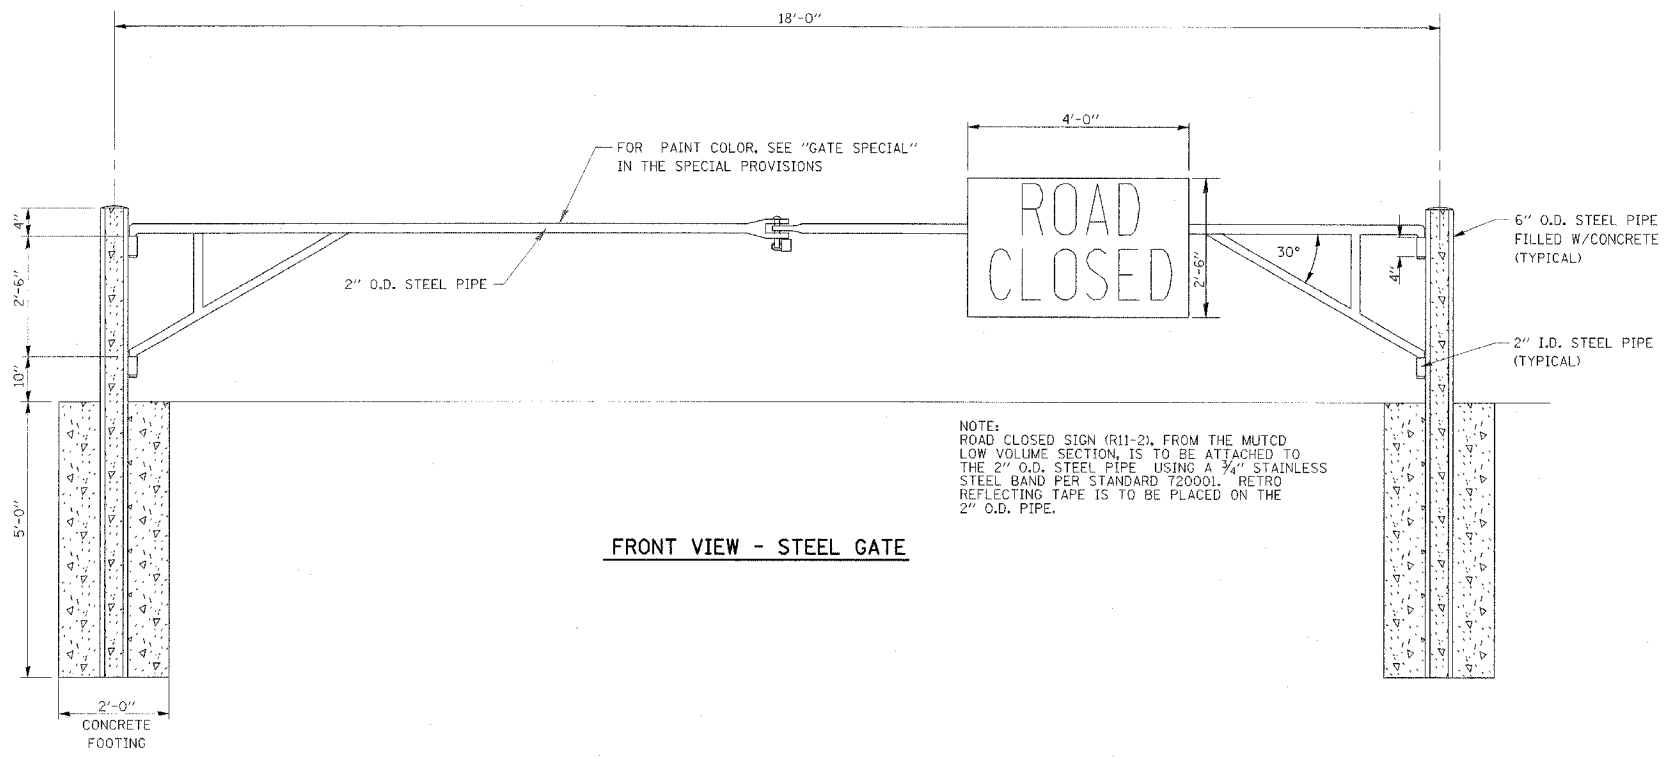 18'-0"
4'-0"
FOR PAINT COLOR, SEE "GATE SPECIAL"
IN THE SPECIAL PROVISIONS
ROAD
CLOSED
4"
2'-6"
10"
5'-0"
2" O.D. STEEL PIPE
30°
2'-6"
4"
6" O.D. STEEL PIPE
FILLED W/CONCRETE
(TYPICAL)
2" I.D. STEEL PIPE
(TYPICAL)
NOTE:
ROAD CLOSED SIGN (R11-2), FROM THE MUTCD
LOW VOLUME SECTION, IS TO BE ATTACHED TO
THE 2" O.D. STEEL PIPE USING A 3/4" STAINLESS
STEEL BAND PER STANDARD 720001. RETRO
REFLECTING TAPE IS TO BE PLACED ON THE
2" O.D. PIPE.
FRONT VIEW - STEEL GATE
2'-0"
CONCRETE
FOOTING